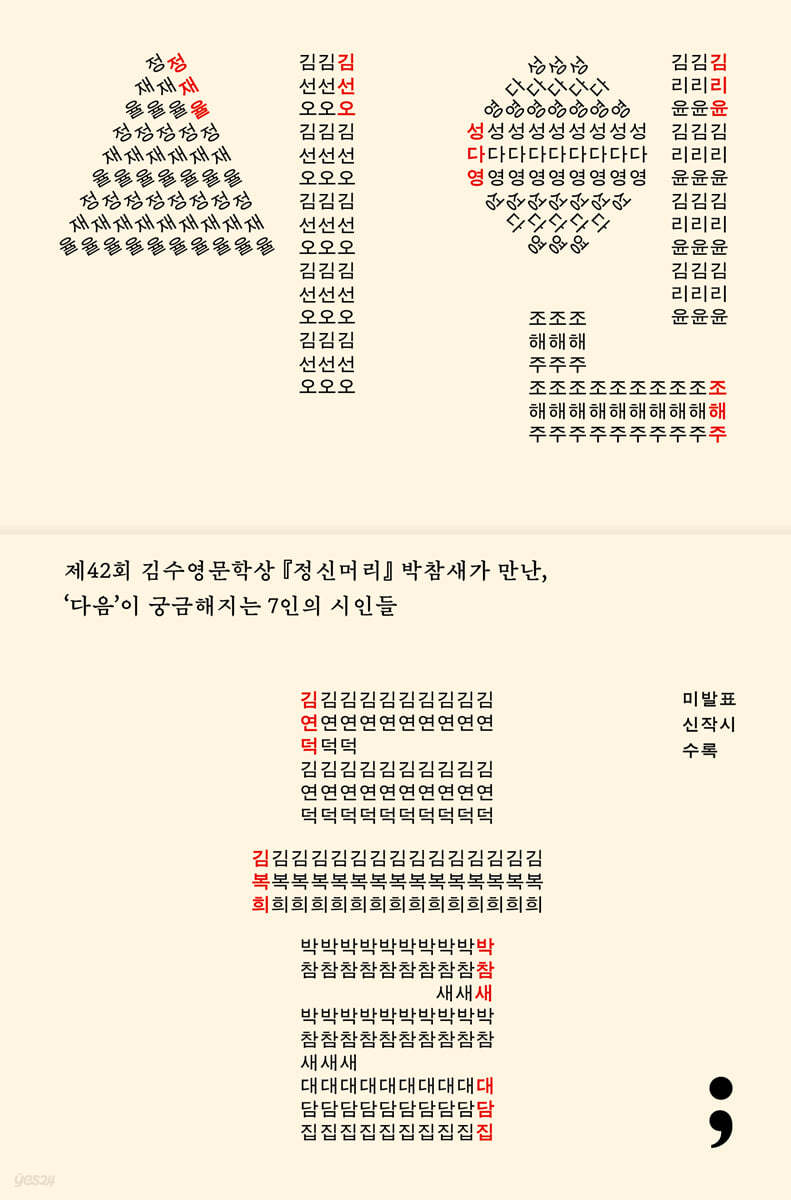 정정
재재재
율율율율
정정정정정
재재재재재재
율율율율율율율
정정정정정정정정
재재재재재재재재재
율율율율율율율율율율
김김김
선선선
오오오
김김김
선선선
오오오
김김김
선선선
오오오
김김김
선선선
오오오
김김김
선선선
오오오
성성성
다다다다다
영영영영영영영
성성성성성성성성성
다다다다다다다다다
영영영영영영영영영
성성성성성성성
다다다다다
영영영
김김김
리리리
윤윤윤
김김김
리리리
윤윤윤
김김김
리리리
윤윤윤
김김김
리리리
윤윤윤
조조조
해해해
주주주
조조조조조조조조조조
해해해해해해해해해해
주주주주주주주주주주
제42회 김수영문학상 『정신머리』 박참새가 만난,
‘다음’이 궁금해지는 7인의 시인들
김김김김김김김김김김
연연연연연연연연연연
덕덕덕
김김김김김김김김김김
연연연연연연연연연연
덕덕덕덕덕덕덕덕덕덕
김김김김김김김김김김김김김김김
복복복복복복복복복복복복복복복
희희희희희희희희희희희희희희희
박박박박박박박박박박
참참참참참참참참참참
새새새
박박박박박박박박박박
참참참참참참참참참참
새새새
대대대대대대대대대대
담담담담담담담담담담
집집집집집집집집집집
미발표
신작시
수록
;
yes24